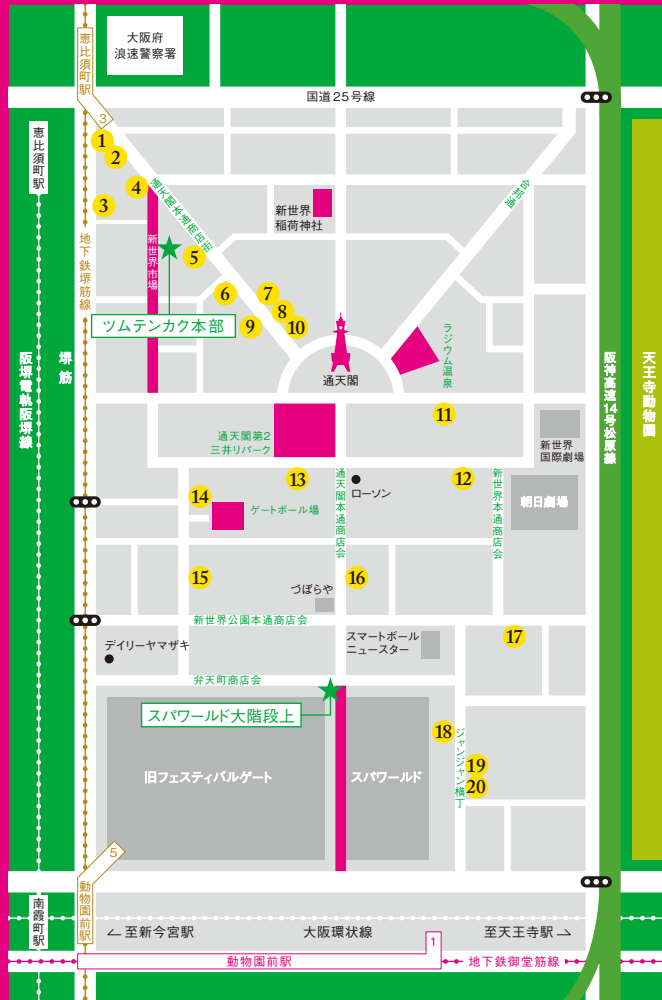 大阪府
浪速警察署
恵比須町駅
3
国道25号線
恵比須町駅
1
2
3
4
通天閣本通商店街
合邦通
新世界
稲荷神社
地下鉄堺筋線
新世界市場
5
6
7
8
9
10
ツムテンカク本部
通天閣
ラジウム温泉
阪堺電軌阪堺線
堺筋
阪神高速14号松原線
天王寺動物園
11
通天閣第2
三井リパーク
新世界
国際劇場
12
13
通天閣本通商店会
ローソン
新世界本通商店会
朝日劇場
14
ゲートボール場
15
16
づぼらや
新世界公園本通商店会
17
デイリーヤマザキ
スマートボール
ニュースター
弁天町商店会
スパワールド大階段上
18
ジャンジャン横丁
19
20
旧フェスティバルゲート
スパワールド
5
動物園前駅
南霞町駅
←至新今宮駅
大阪環状線
至天王寺駅→
1
動物園前駅
地下鉄御堂筋線